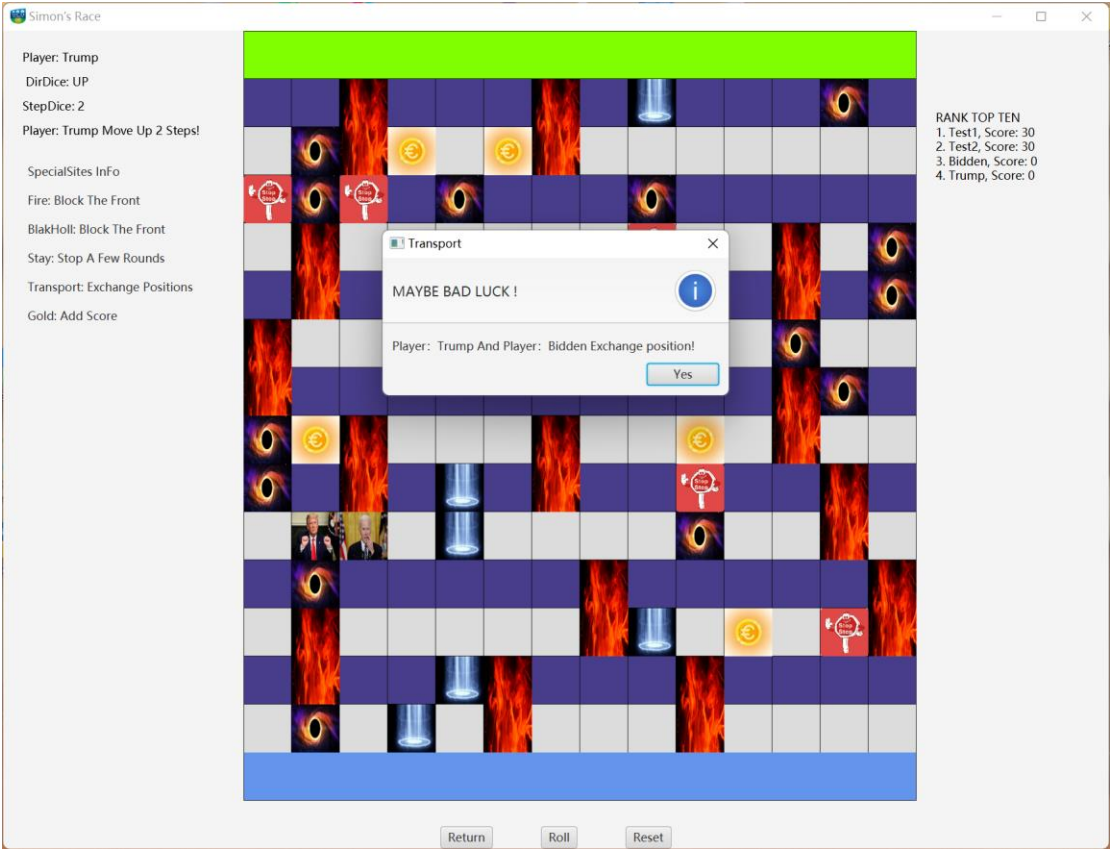 Simon's Race
Player: Trump
DirDice: UP
StepDice: 2
Player: Trump Move Up 2 Steps!
SpecialSites InFo
Fire: Block The Front
BlakHoll: Block The Front
Stay: Stop A Few Rounds
Transport: Exchange Positions
Gold: Add Score
RANK TOP TEN
1. Test1, Score: 30
2. Test2, Score: 30
3. Bidden, Score: 0
4. Trump, Score: 0
Transport
MAYBE BAD LUCK !
Player: Trump And Player: Bidden Exchange position!
Yes
Return
Roll
Reset